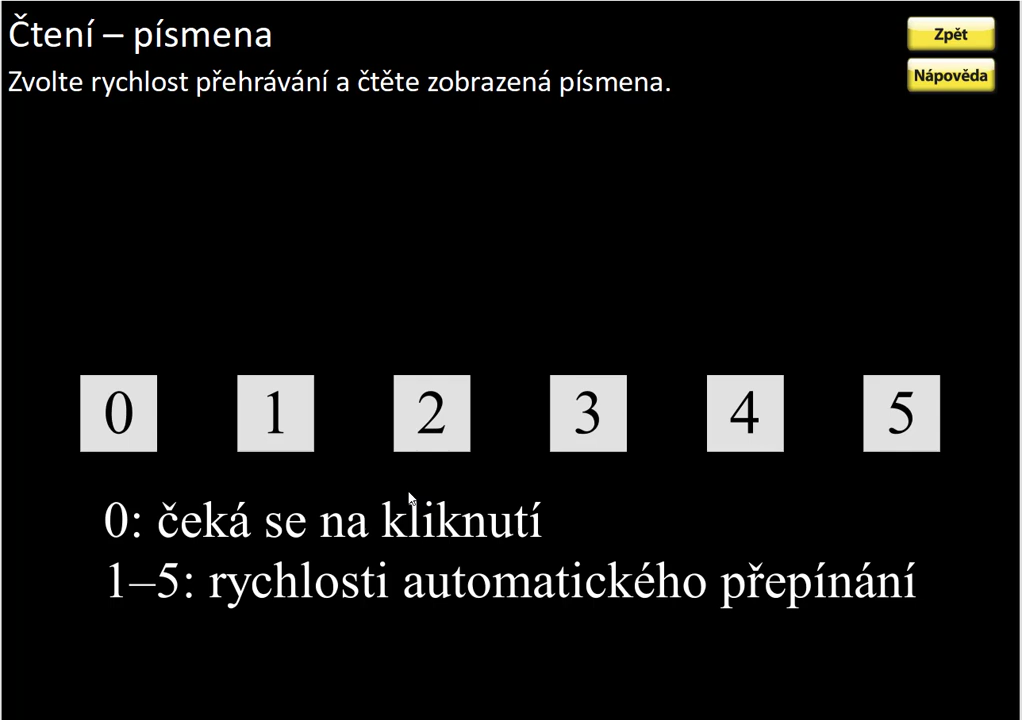 Čtení – písmena
Zpět
Zvolte rychlost přehrávání a čtěte zobrazená písmena.
Nápověda
0 1 2 3 4 5
0: čeká se na kliknutí
1–5: rychlosti automatického přepínání